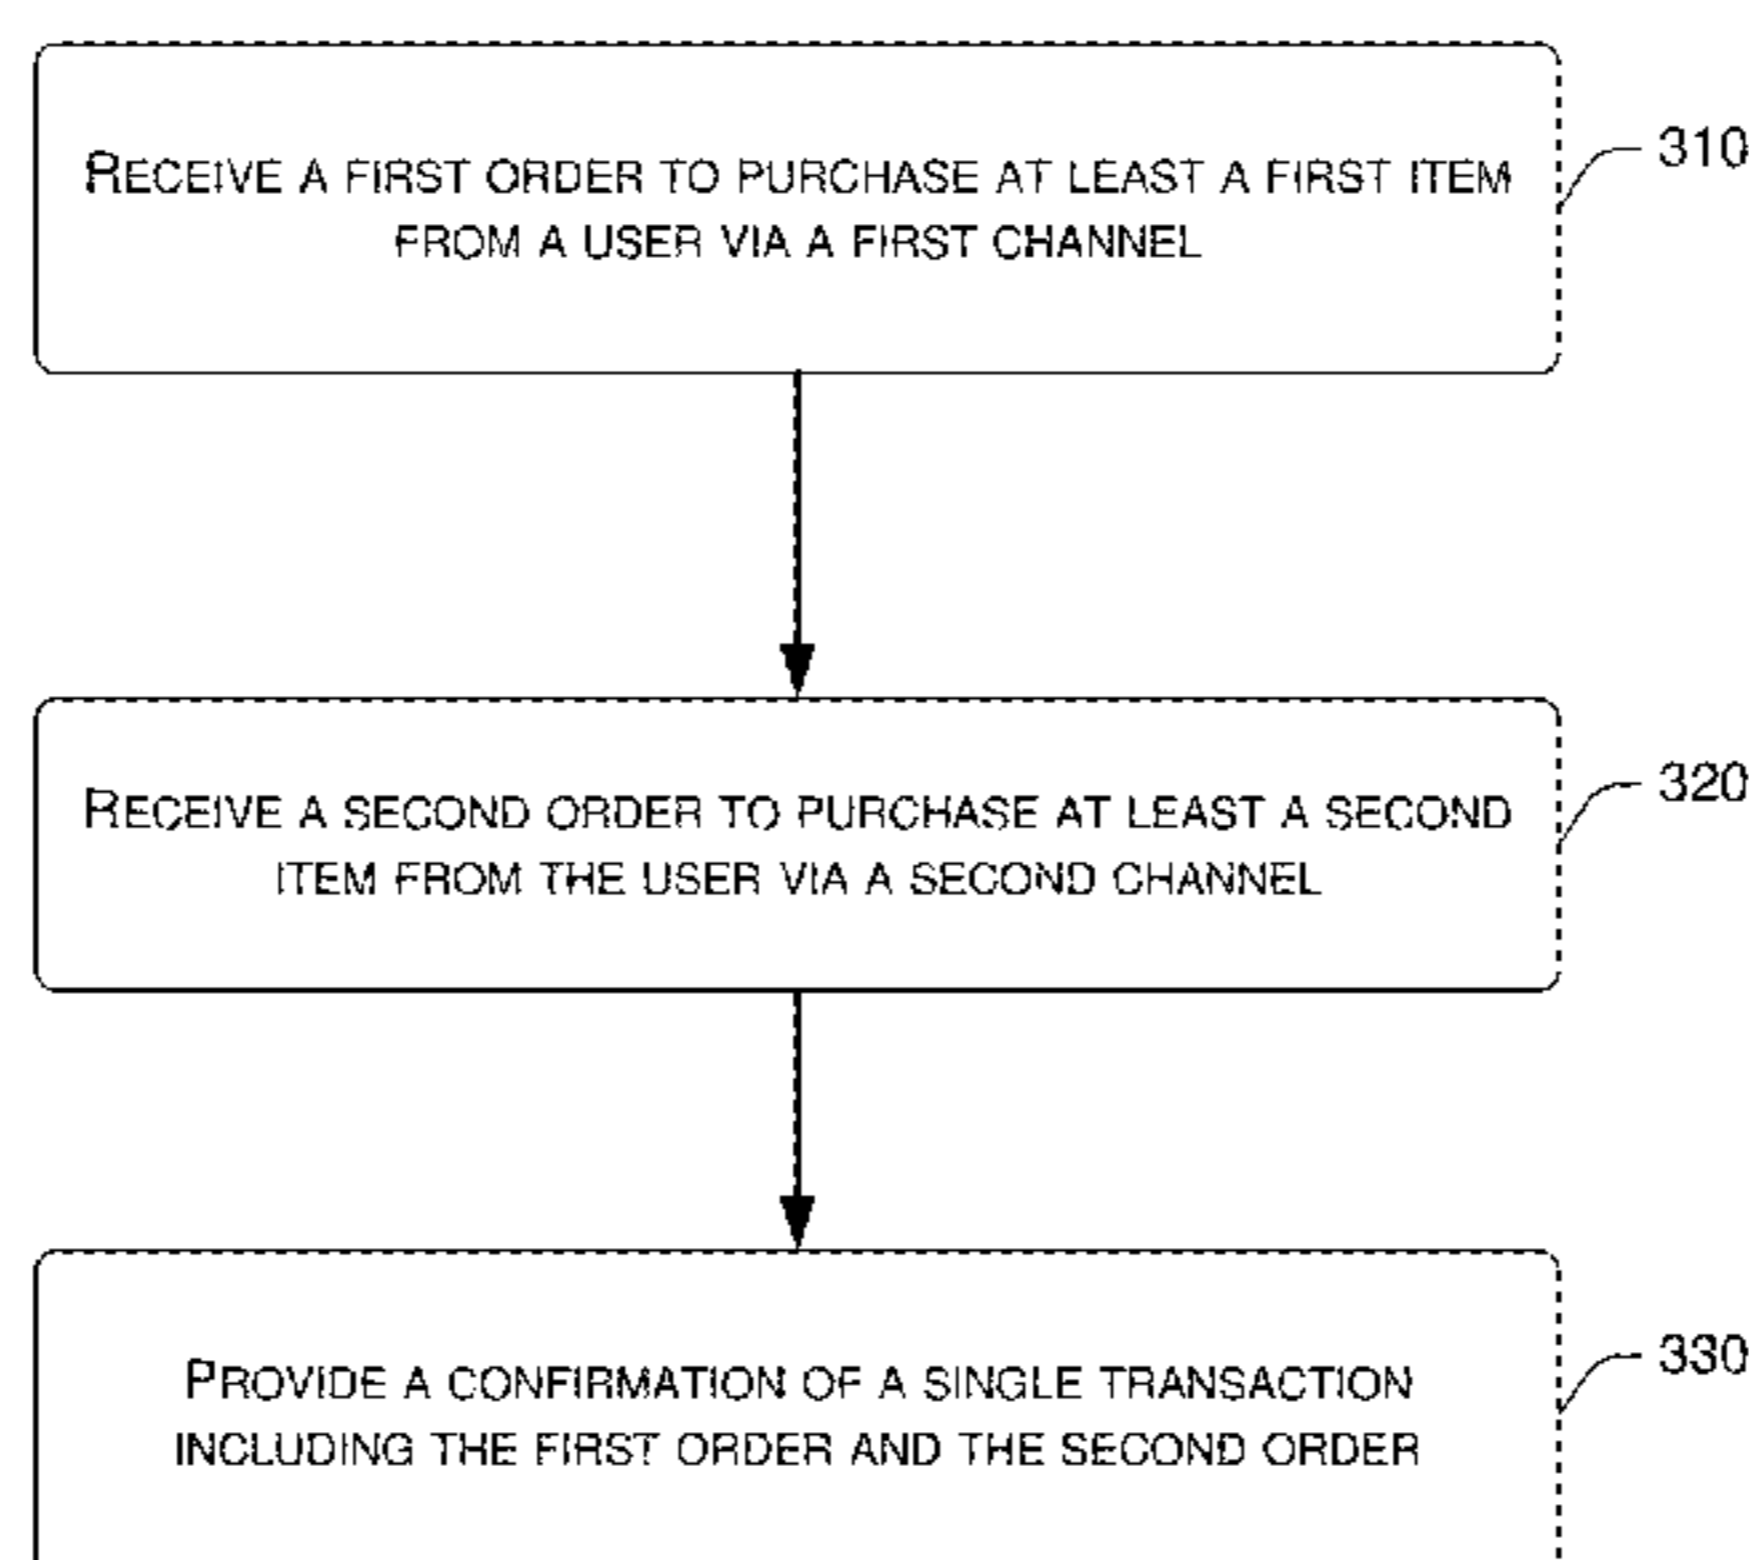 RECEIVE A FIRST ORDER TO PURCHASE AT LEAST A FIRST ITEM
FROM A USER VIA A FIRST CHANNEL
310
RECEIVE A SECOND ORDER TO PURCHASE AT LEAST A SECOND
ITEM FROM THE USER VIA A SECOND CHANNEL
320
PROVIDE A CONFIRMATION OF A SINGLE TRANSACTION
INCLUDING THE FIRST ORDER AND THE SECOND ORDER
330